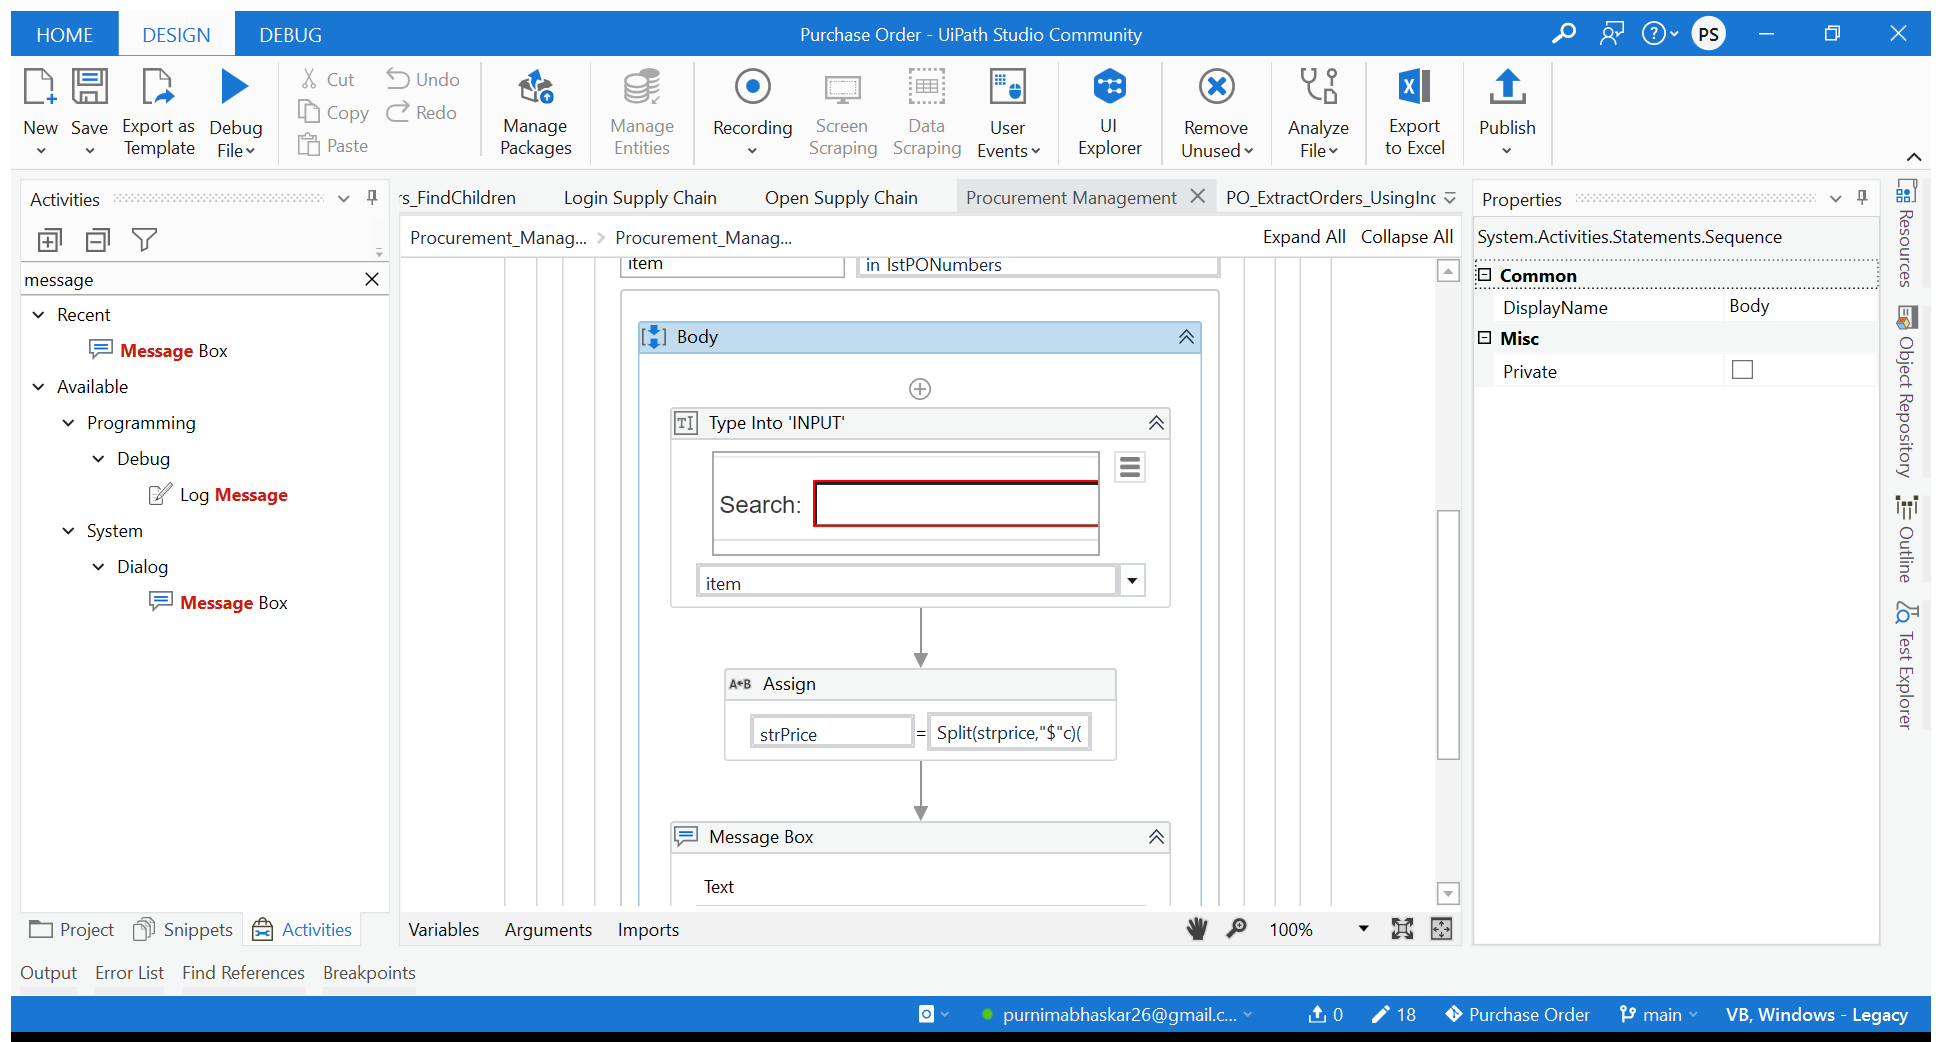 HOME DESIGN DEBUG Purchase Order - UiPath Studio Community PS
New Save Export as Template Debug File Cut Copy Paste Undo Redo Manage Packages Manage Entities Recording Screen Scraping Data Scraping User Events UI Explorer Remove Unused Analyze File Export to Excel Publish
Activities
message
Recent
Message Box
Available
Programming
Debug
Log Message
System
Dialog
Message Box
Project Snippets Activities
rs_FindChildren Login Supply Chain Open Supply Chain Procurement Management PO_ExtractOrders_UsingInc
Procurement_Manag... Procurement_Manag... Expand All Collapse All
item in lstPONumbers
Body
Type Into 'INPUT'
Search:
item
A B Assign
strPrice = Split(strprice,"$"c)(
Message Box
Text
Variables Arguments Imports 100%
Properties
System.Activities.Statements.Sequence
Common
DisplayName Body
Misc
Private
Resources
Object Repository
Outline
Test Explorer
Output Error List Find References Breakpoints
purnimabhaskar26@gmail.c... 0 18 Purchase Order main VB, Windows - Legacy